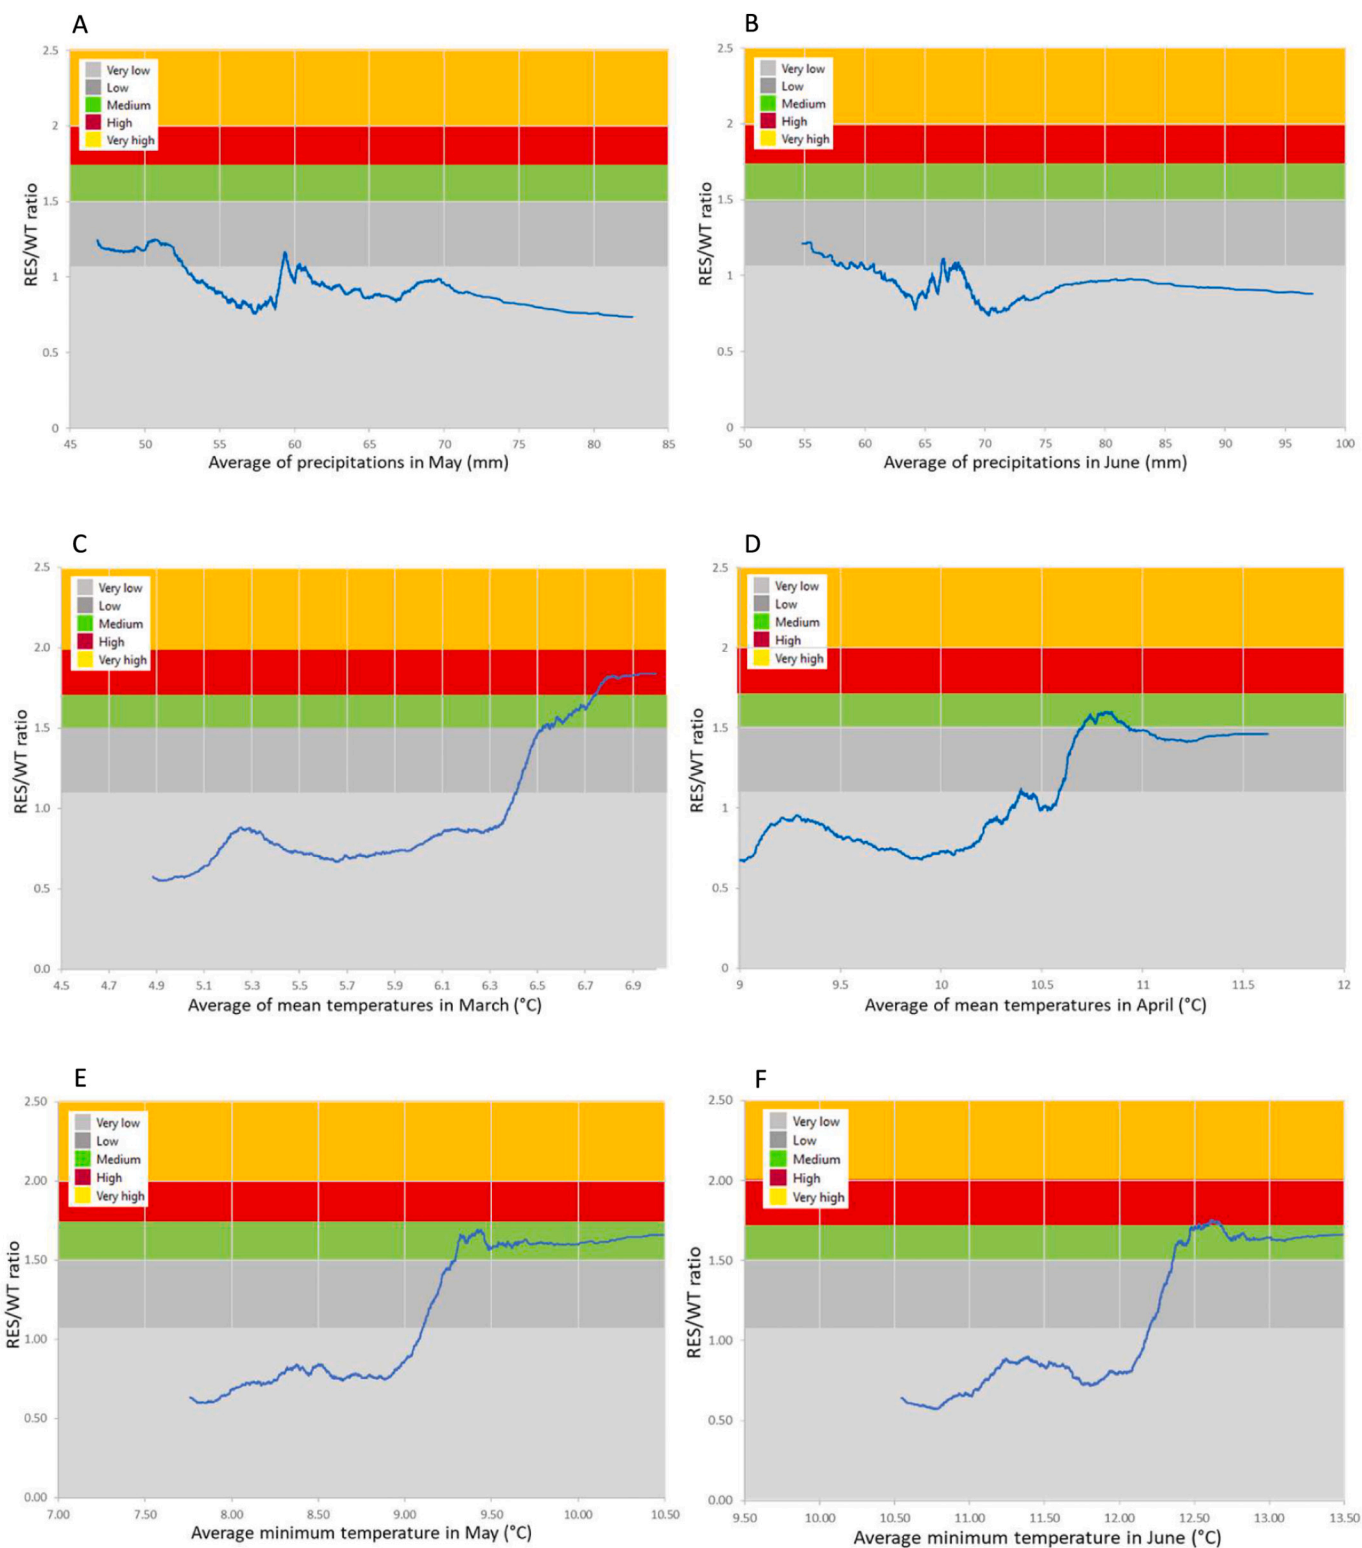 A
B
2.5
2
1.5
1
0.5
0
RES/WT ratio
Very low
Low
Medium
High
Very high
45 50 55 60 65 70 75 80 85
Average of precipitations in May (mm)
2.5
2
1.5
1
0.5
0
RES/WT ratio
Very low
Low
Medium
High
Very high
50 55 60 65 70 75 80 85 90 95 100
Average of precipitations in June (mm)
C
D
2.5
2.0
1.5
1.0
0.5
0.0
RES/WT ratio
Very low
Low
Medium
High
Very high
4.5 4.7 4.9 5.1 5.3 5.5 5.7 5.9 6.1 6.3 6.5 6.7 6.9
Average of mean temperatures in March (°C)
2.5
2
1.5
1
0.5
0
RES/WT ratio
Very low
Low
Medium
High
Very high
9 9.5 10 10.5 11 11.5 12
Average of mean temperatures in April (°C)
E
F
2.50
2.00
1.50
1.00
0.50
0.00
RES/WT ratio
Very low
Low
Medium
High
Very high
7.00 7.50 8.00 8.50 9.00 9.50 10.00 10.50
Average minimum temperature in May (°C)
2.50
2.00
1.50
1.00
0.50
0.00
RES/WT ratio
Very low
Low
Medium
High
Very high
9.50 10.00 10.50 11.00 11.50 12.00 12.50 13.00 13.50
Average minimum temperature in June (°C)